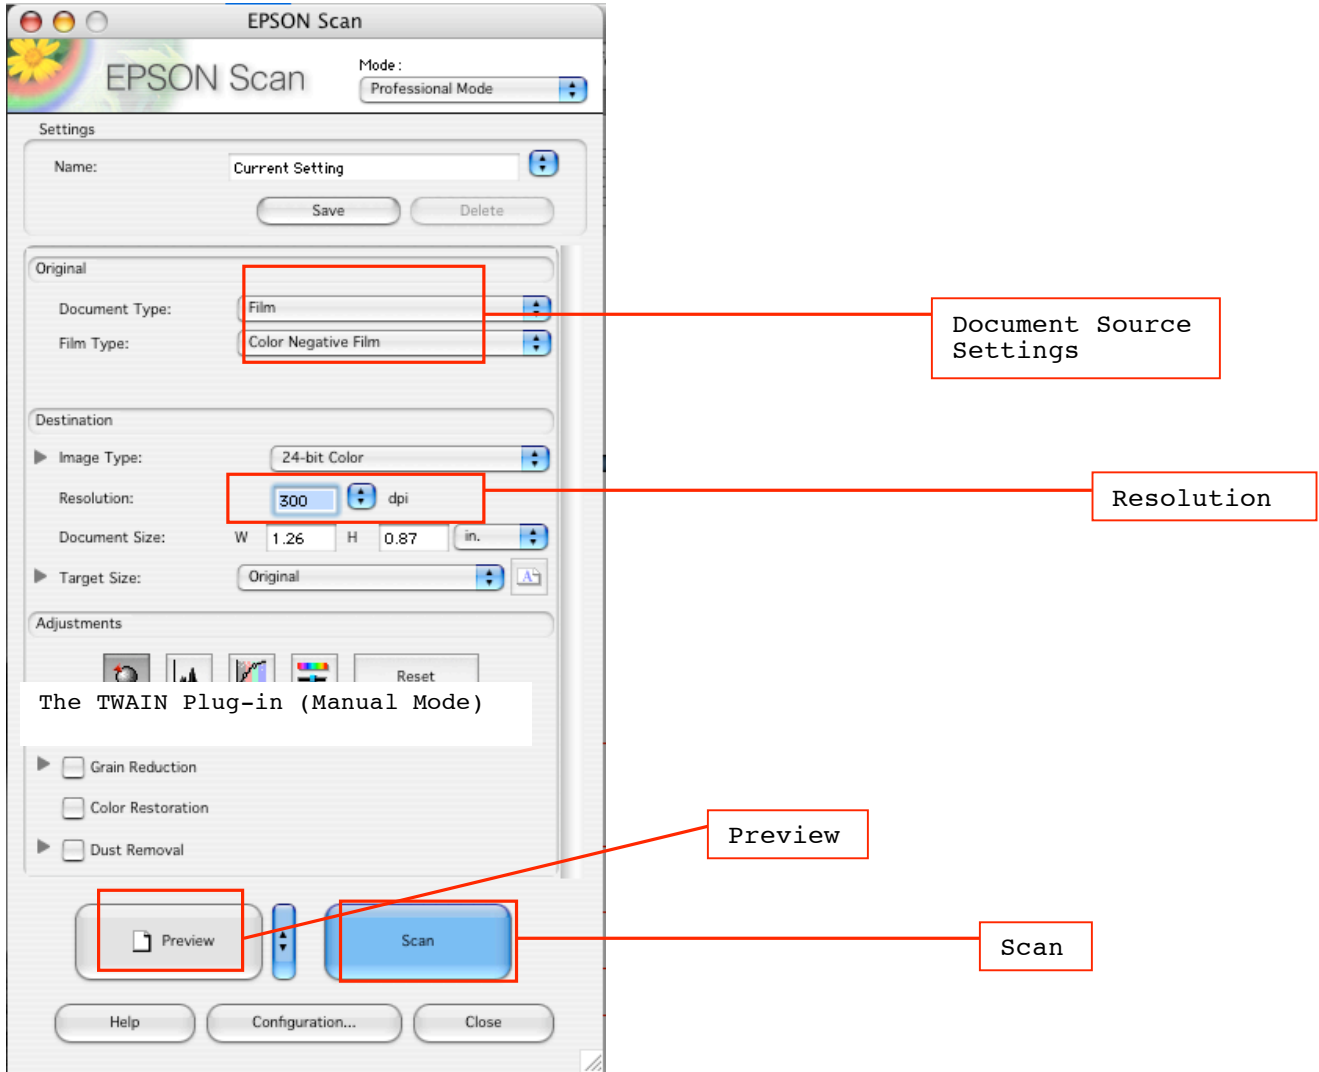 EPSON Scan
EPSON Scan
Mode:
Professional Mode
Settings
Name:
Current Setting
Save
Delete
Original
Document Type:
Film
Film Type:
Color Negative Film
Document Source
Settings
Destination
Image Type:
24-bit Color
Resolution:
300
dpi
Resolution
Document Size:
W
1.26
H
0.87
in.
Target Size:
Original
A
Adjustments
Reset
The TWAIN Plug-in (Manual Mode)
Grain Reduction
Color Restoration
Dust Removal
Preview
Preview
Scan
Scan
Help
Configuration...
Close